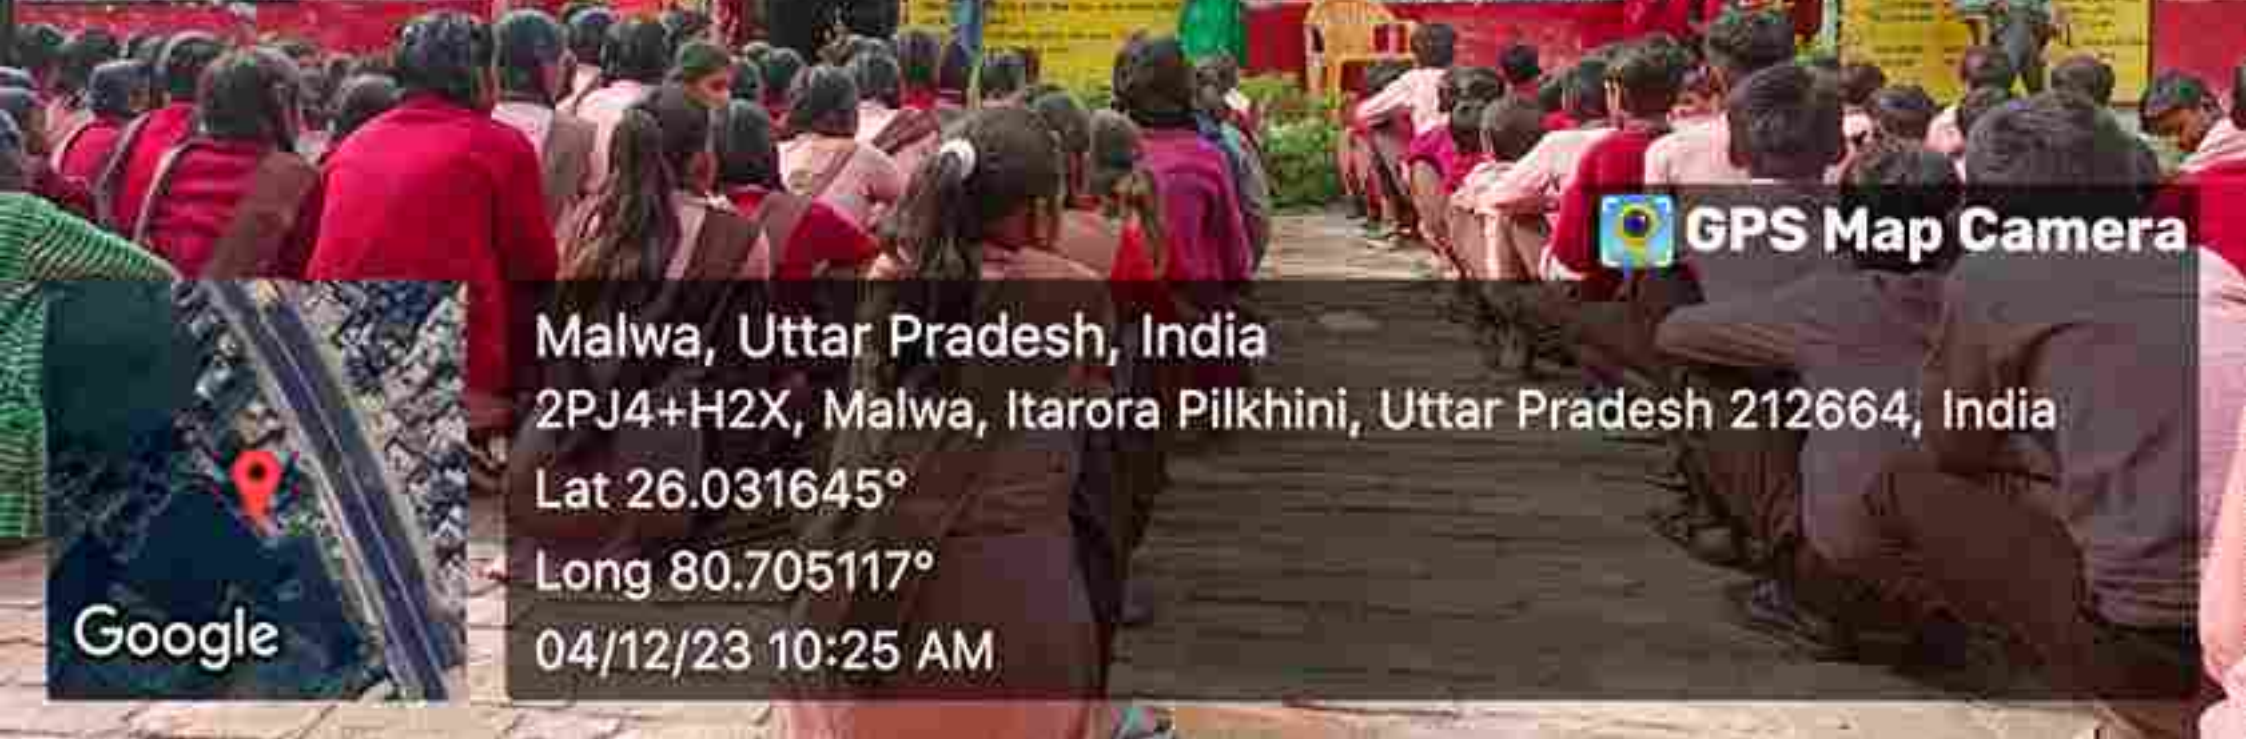 GPS Map Camera
Malwa, Uttar Pradesh, India
2PJ4+H2X, Malwa, Itarora Pilkhini, Uttar Pradesh 212664, India
Lat 26.031645°
Long 80.705117°
04/12/23 10:25 AM
Google